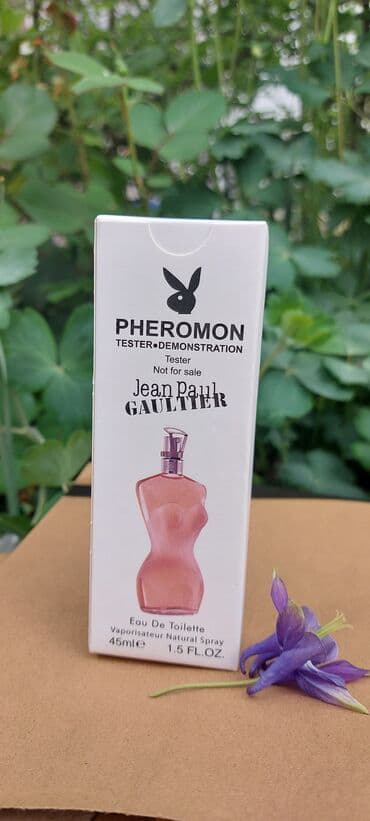 PHEROMON
TESTER▪DEMONSTRATION
Tester
Not for sale
Jean Paul
GAULTIER
Eau De Toilette
Vaporisateur Natural Spray
45ml℮ 1.5 FL.OZ.